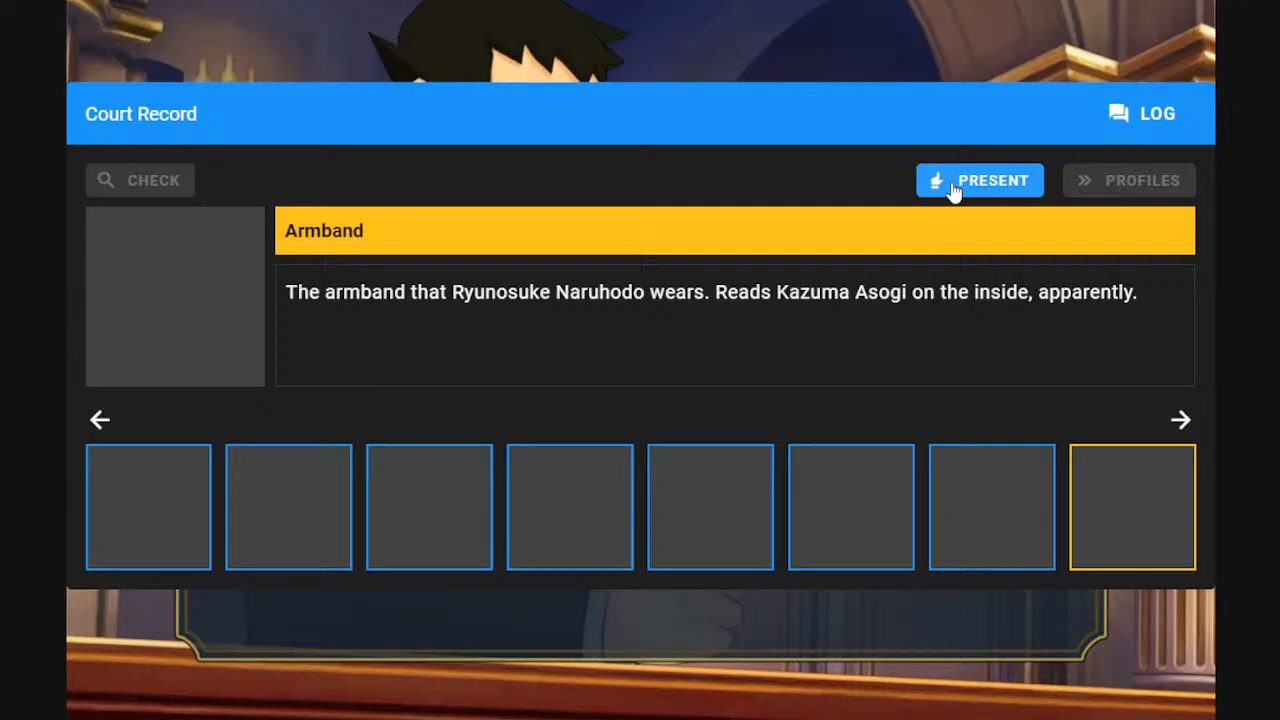 Court Record
LOG
CHECK
PRESENT
PROFILES
Armband
The armband that Ryunosuke Naruhodo wears. Reads Kazuma Asogi on the inside, apparently.